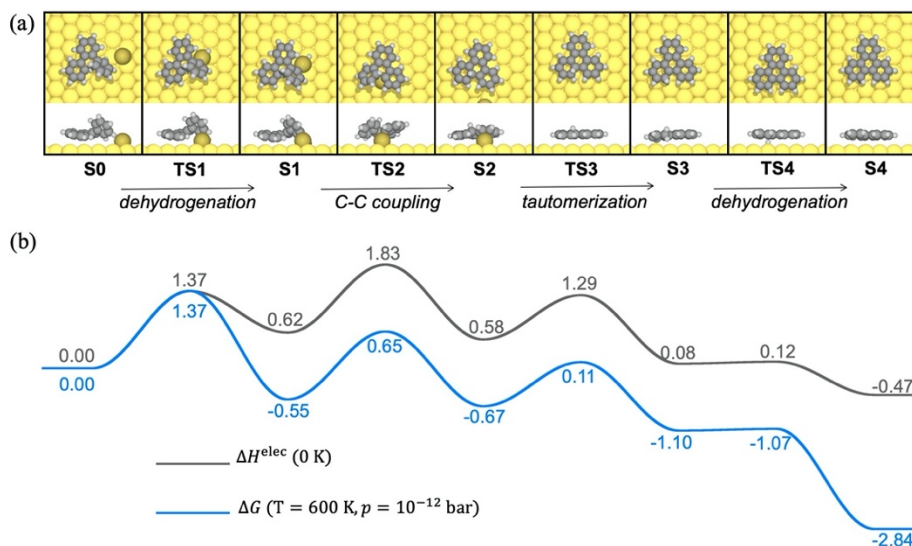 (a)
S0 TS1 S1 TS2 S2 TS3 S3 TS4 S4
dehydrogenation C-C coupling tautomerization dehydrogenation
(b)
1.83
1.37 1.29
1.37
0.62 0.65 0.58
0.00 0.08 0.12
0.00 0.11
-0.47
-0.55 -0.67
-1.10 -1.07
ΔH^elec (0 K)
ΔG (T = 600 K, p = 10⁻¹² bar)
-2.84